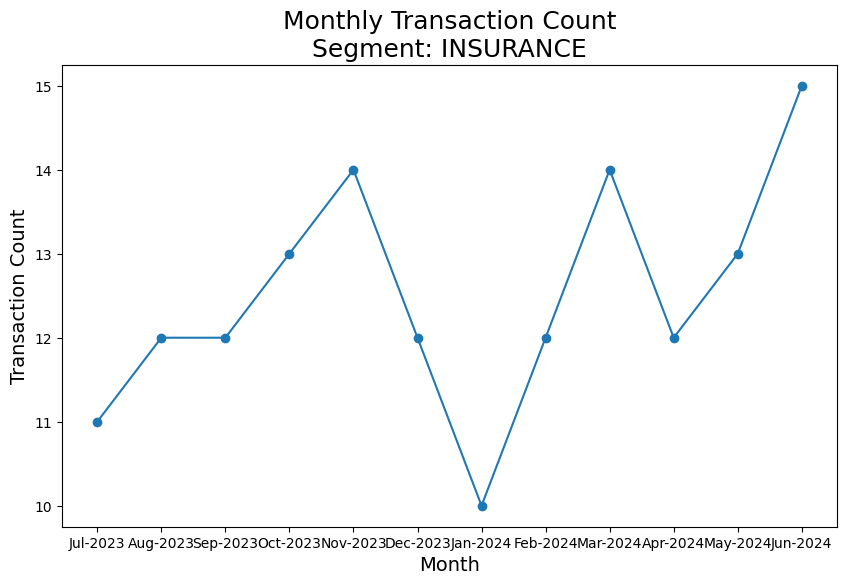 Monthly Transaction Count
Segment: INSURANCE
15
14
13
12
11
10
Transaction Count
Jul-2023 Aug-2023 Sep-2023 Oct-2023 Nov-2023 Dec-2023 Jan-2024 Feb-2024 Mar-2024 Apr-2024 May-2024 Jun-2024
Month